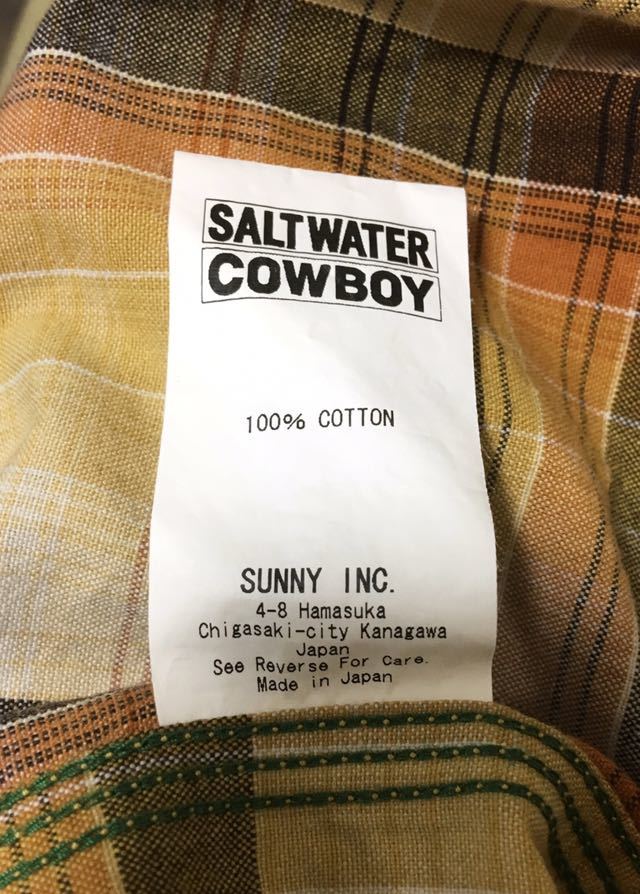 SALTWATER
COWBOY
100% COTTON
SUNNY INC.
4-8 Hamasuka
Chigasaki-city Kanagawa
Japan
See Reverse For Care.
Made in Japan